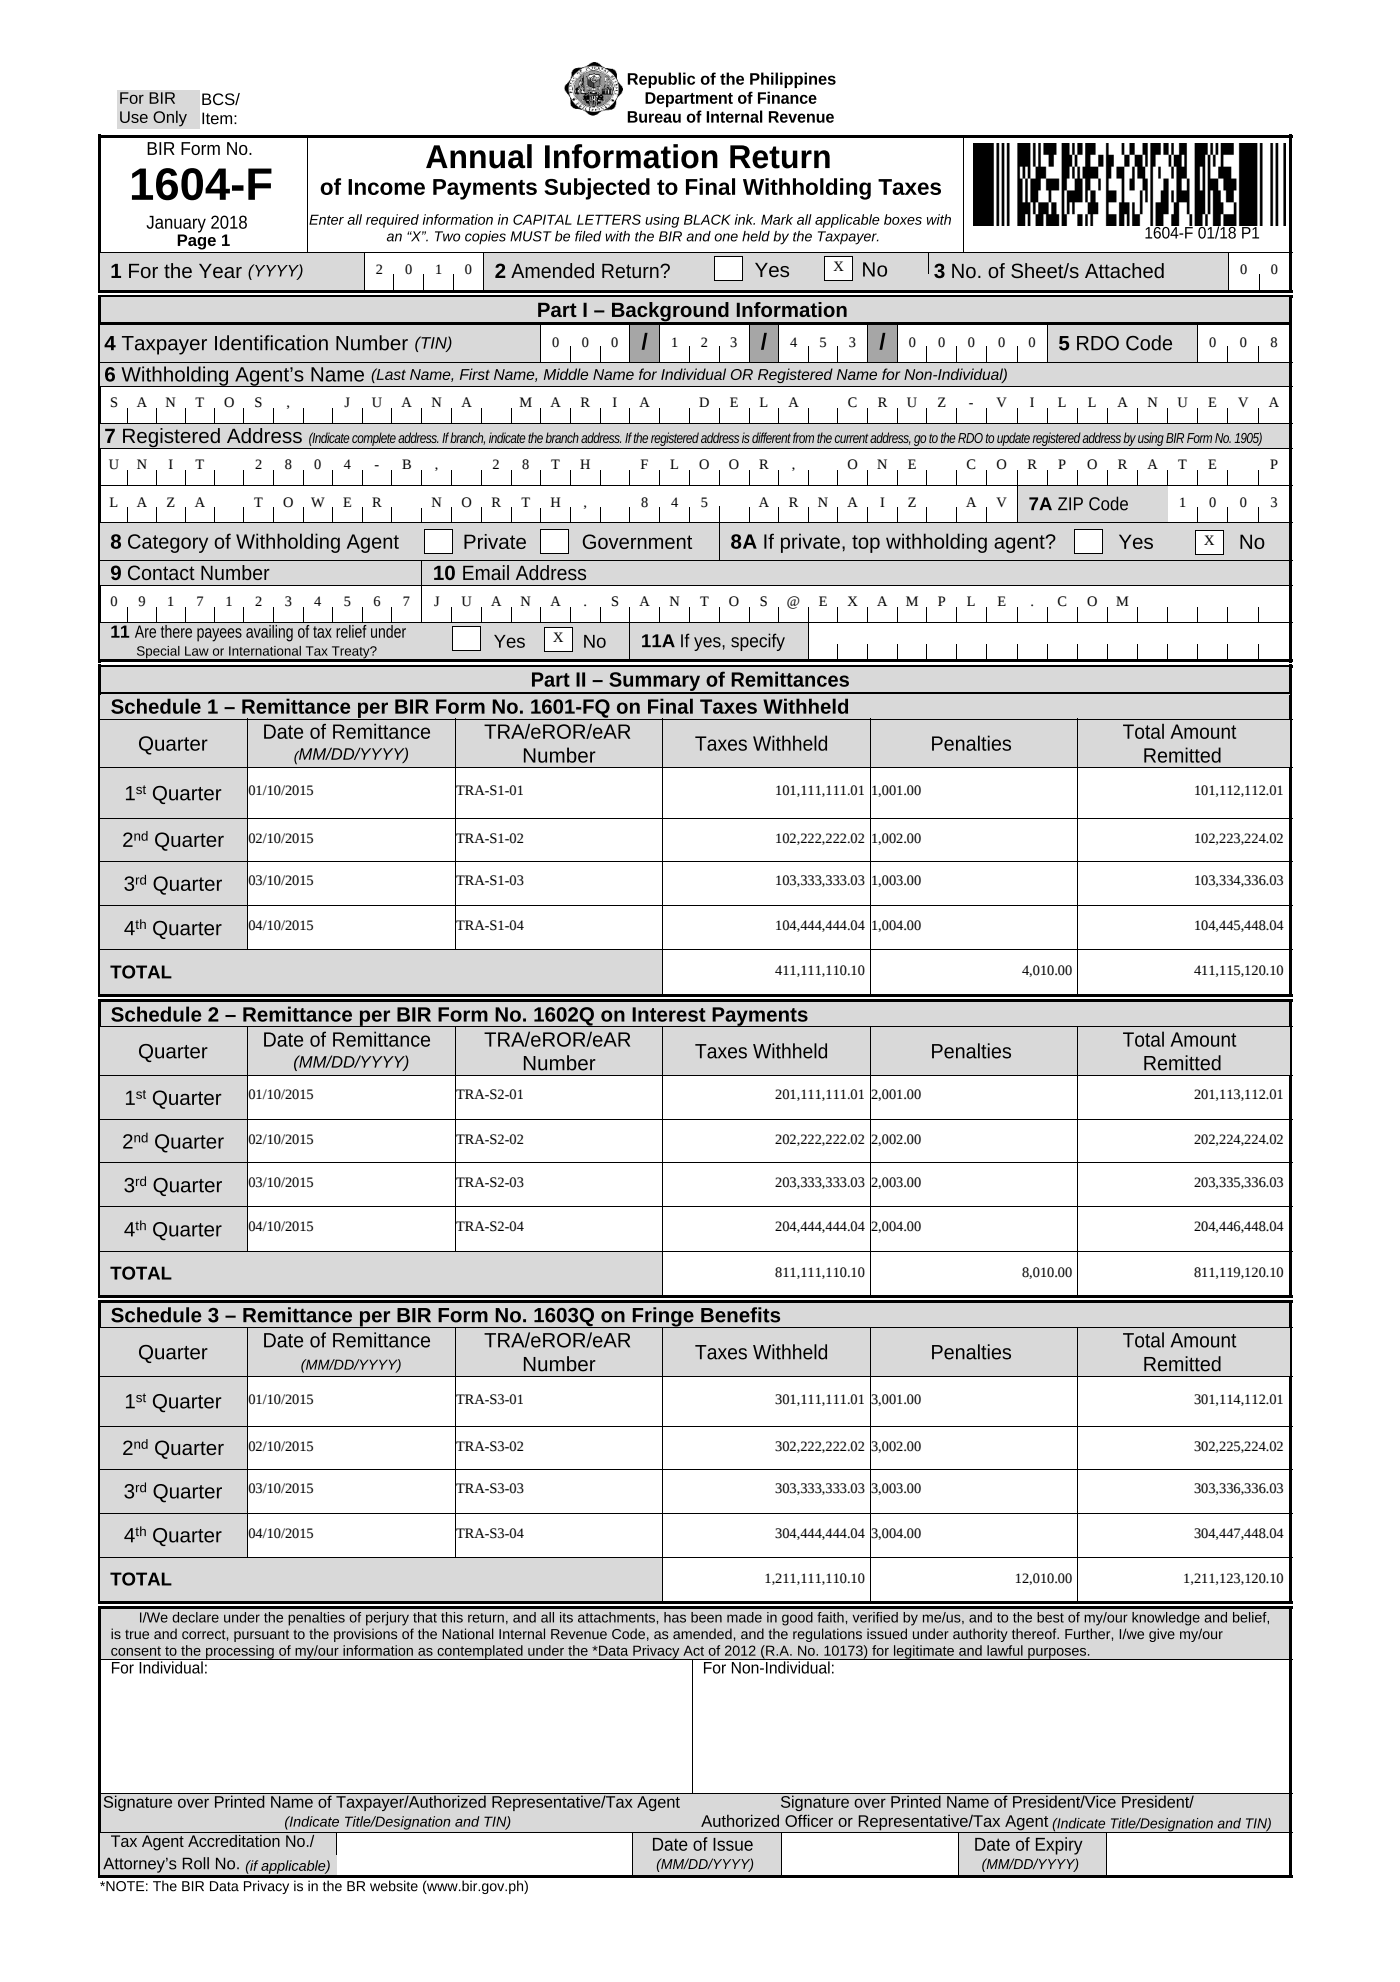 For BIR Use Only BCS/ Item:
Republic of the Philippines
Department of Finance
Bureau of Internal Revenue
BIR Form No.
1604-F
January 2018
Page 1
Annual Information Return
of Income Payments Subjected to Final Withholding Taxes
Enter all required information in CAPITAL LETTERS using BLACK ink. Mark all applicable boxes with
an “X”. Two copies MUST be filed with the BIR and one held by the Taxpayer.
1604-F 01/18 P1
1 For the Year (YYYY) 2 0 1 0 2 Amended Return? Yes X No 3 No. of Sheet/s Attached 0 0
Part I – Background Information
4 Taxpayer Identification Number (TIN) 0 0 0 / 1 2 3 / 4 5 3 / 0 0 0 0 0 5 RDO Code 0 0 8
6 Withholding Agent’s Name (Last Name, First Name, Middle Name for Individual OR Registered Name for Non-Individual)
SANTOS, JUANA MARIA DELA CRUZ-VILLANUEVA
7 Registered Address (Indicate complete address. If branch, indicate the branch address. If the registered address is different from the current address, go to the RDO to update registered address by using BIR Form No. 1905)
UNIT 2804-B, 28TH FLOOR, ONE CORPORATE P
LAZA TOWER NORTH, 845 ARNAIZ AV 7A ZIP Code 1 0 0 3
8 Category of Withholding Agent Private Government 8A If private, top withholding agent? Yes X No
9 Contact Number 10 Email Address
09171234567 JUANA.SANTOS@EXAMPLE.COM
11 Are there payees availing of tax relief under
Special Law or International Tax Treaty? Yes X No 11A If yes, specify
Part II – Summary of Remittances
Schedule 1 – Remittance per BIR Form No. 1601-FQ on Final Taxes Withheld
Quarter Date of Remittance (MM/DD/YYYY) TRA/eROR/eAR Number Taxes Withheld Penalties Total Amount Remitted
1st Quarter 01/10/2015 TRA-S1-01 101,111,111.01 1,001.00 101,112,112.01
2nd Quarter 02/10/2015 TRA-S1-02 102,222,222.02 1,002.00 102,223,224.02
3rd Quarter 03/10/2015 TRA-S1-03 103,333,333.03 1,003.00 103,334,336.03
4th Quarter 04/10/2015 TRA-S1-04 104,444,444.04 1,004.00 104,445,448.04
TOTAL 411,111,110.10 4,010.00 411,115,120.10
Schedule 2 – Remittance per BIR Form No. 1602Q on Interest Payments
Quarter Date of Remittance (MM/DD/YYYY) TRA/eROR/eAR Number Taxes Withheld Penalties Total Amount Remitted
1st Quarter 01/10/2015 TRA-S2-01 201,111,111.01 2,001.00 201,113,112.01
2nd Quarter 02/10/2015 TRA-S2-02 202,222,222.02 2,002.00 202,224,224.02
3rd Quarter 03/10/2015 TRA-S2-03 203,333,333.03 2,003.00 203,335,336.03
4th Quarter 04/10/2015 TRA-S2-04 204,444,444.04 2,004.00 204,446,448.04
TOTAL 811,111,110.10 8,010.00 811,119,120.10
Schedule 3 – Remittance per BIR Form No. 1603Q on Fringe Benefits
Quarter Date of Remittance (MM/DD/YYYY) TRA/eROR/eAR Number Taxes Withheld Penalties Total Amount Remitted
1st Quarter 01/10/2015 TRA-S3-01 301,111,111.01 3,001.00 301,114,112.01
2nd Quarter 02/10/2015 TRA-S3-02 302,222,222.02 3,002.00 302,225,224.02
3rd Quarter 03/10/2015 TRA-S3-03 303,333,333.03 3,003.00 303,336,336.03
4th Quarter 04/10/2015 TRA-S3-04 304,444,444.04 3,004.00 304,447,448.04
TOTAL 1,211,111,110.10 12,010.00 1,211,123,120.10
I/We declare under the penalties of perjury that this return, and all its attachments, has been made in good faith, verified by me/us, and to the best of my/our knowledge and belief,
is true and correct, pursuant to the provisions of the National Internal Revenue Code, as amended, and the regulations issued under authority thereof. Further, I/we give my/our
consent to the processing of my/our information as contemplated under the *Data Privacy Act of 2012 (R.A. No. 10173) for legitimate and lawful purposes.
For Individual: For Non-Individual:
Signature over Printed Name of Taxpayer/Authorized Representative/Tax Agent
(Indicate Title/Designation and TIN)
Signature over Printed Name of President/Vice President/
Authorized Officer or Representative/Tax Agent (Indicate Title/Designation and TIN)
Tax Agent Accreditation No./
Attorney’s Roll No. (if applicable)
Date of Issue
(MM/DD/YYYY)
Date of Expiry
(MM/DD/YYYY)
*NOTE: The BIR Data Privacy is in the BR website (www.bir.gov.ph)